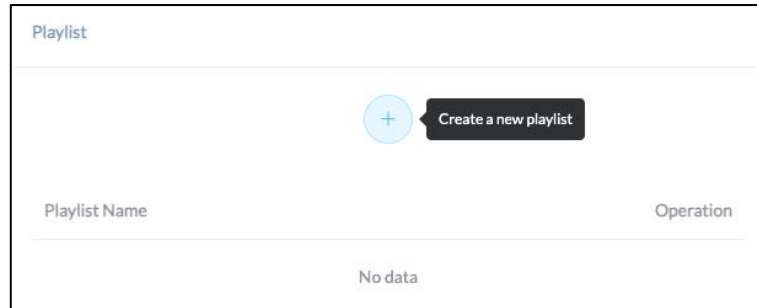 Playlist
+ Create a new playlist
Playlist Name Operation
No data